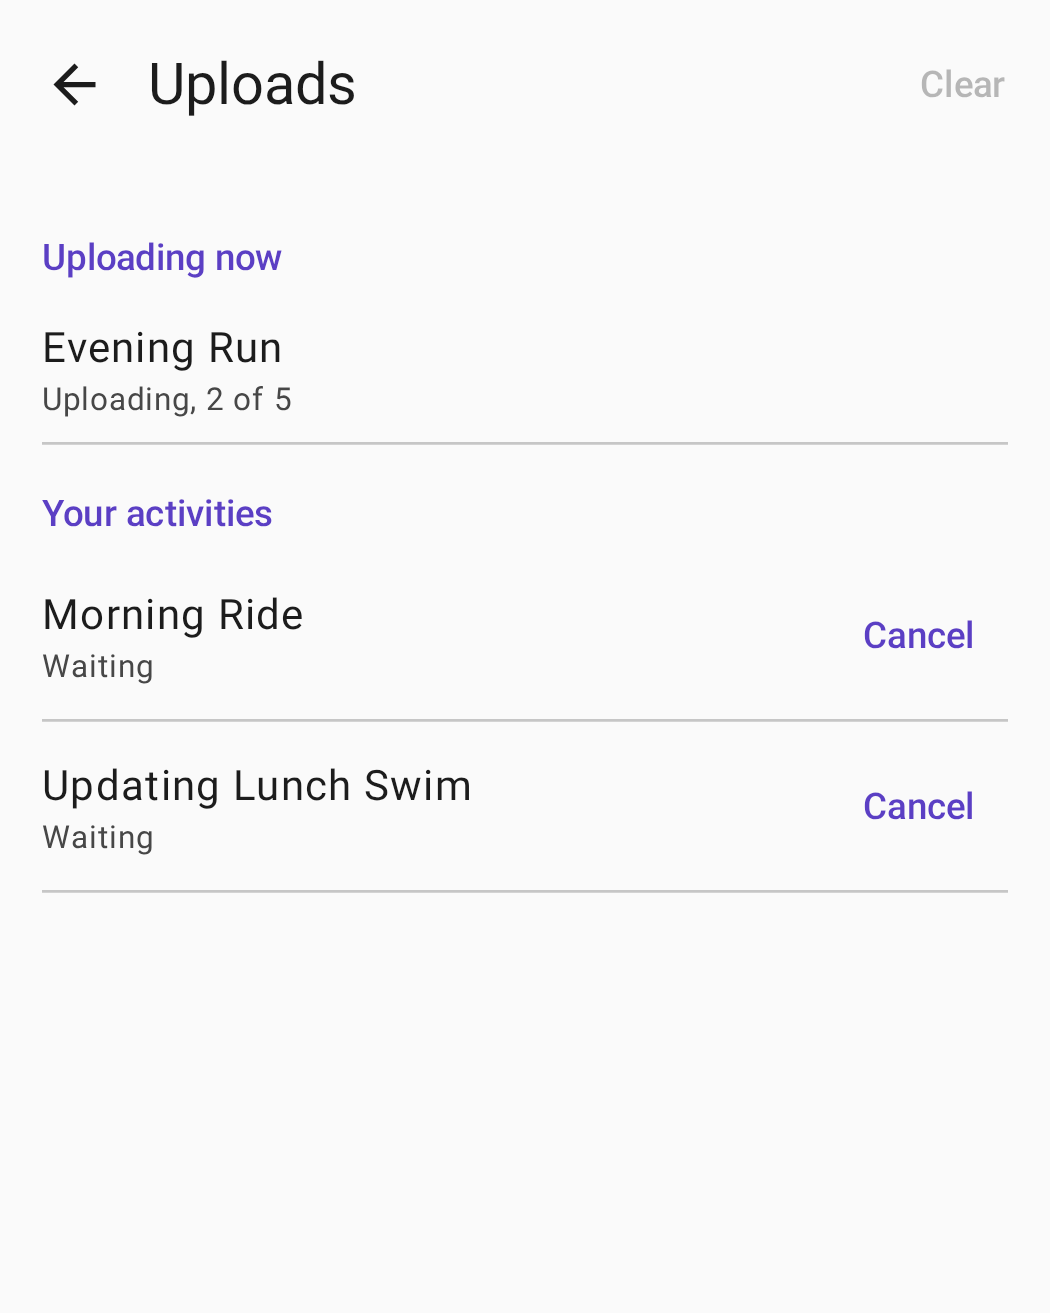 Uploads
Clear
Uploading now
Evening Run
Uploading, 2 of 5
Your activities
Morning Ride
Waiting
Cancel
Updating Lunch Swim
Waiting
Cancel